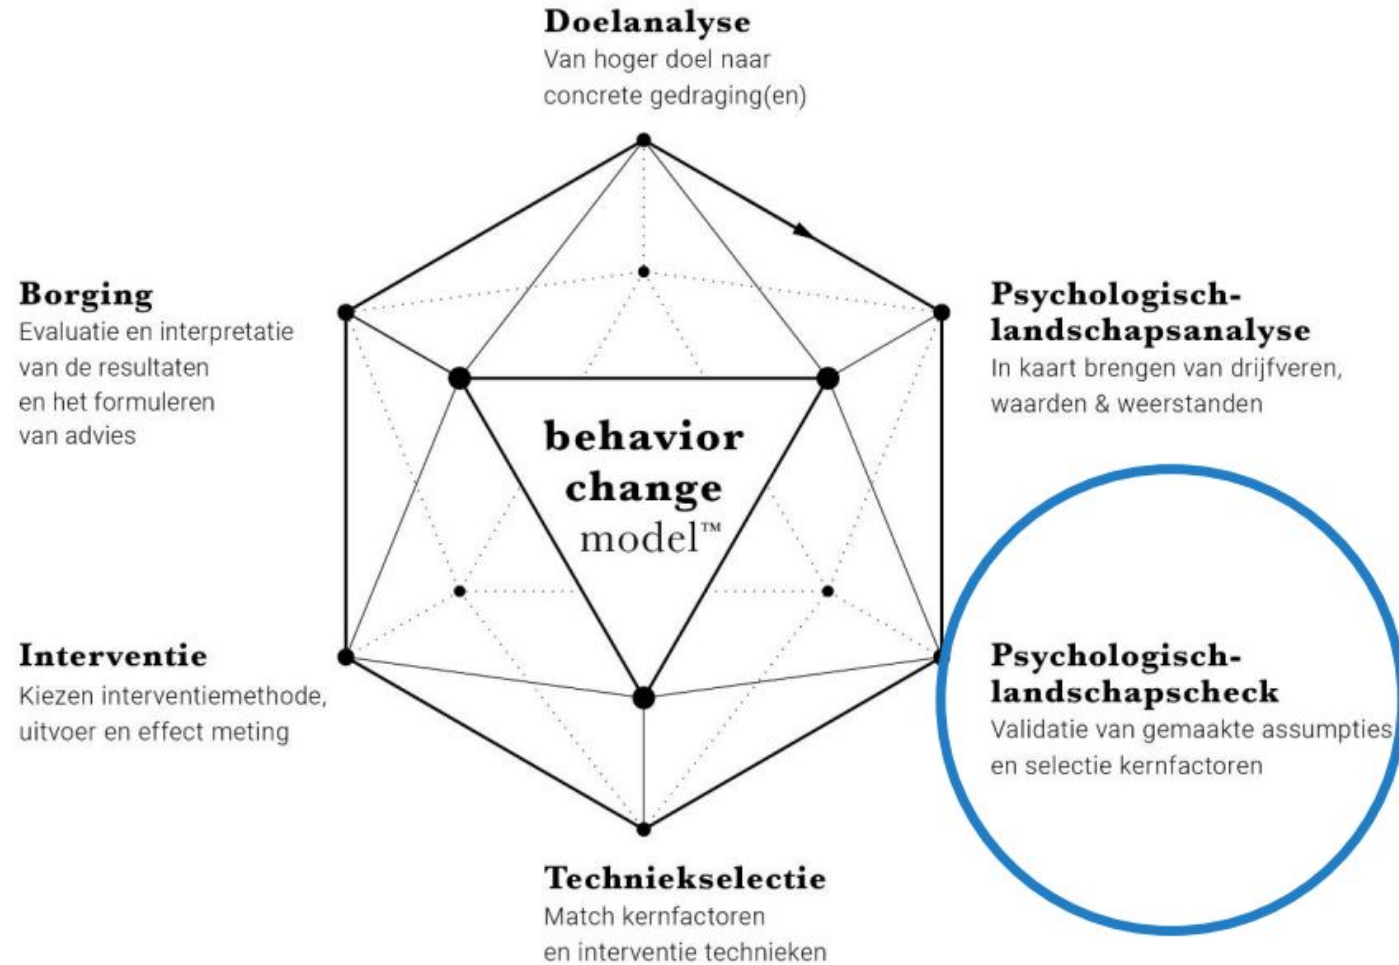 Doelanalyse
Van hoger doel naar
concrete gedraging(en)
Borging
Evaluatie en interpretatie
van de resultaten
en het formuleren
van advies
Psychologisch-
landschapsanalyse
In kaart brengen van drijfveren,
waarden & weerstanden
behavior
change
model™
Interventie
Kiezen interventiemethode,
uitvoer en effect meting
Psychologisch-
landschapscheck
Validatie van gemaakte assumpties
en selectie kernfactoren
Techniekselectie
Match kernfactoren
en interventie technieken